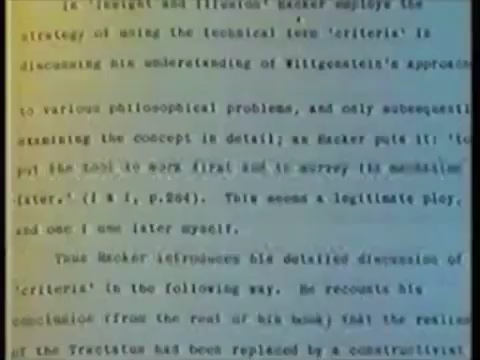 In 'Insight and Illusion' Hacker employs the
strategy of using the technical term 'criteria' in
discussing his understanding of Wittgenstein's approach
to various philosophical problems, and only subsequentl
examining the concept in detail; as Hacker puts it: 'to
put the tool to work first and to survey its mechanism
later.' (I & I, p.264). This seems a legitimate ploy,
and one I use later myself.
Thus Hacker introduces his detailed discussion of
'criteria' in the following way. He recounts his
conclusion (from the rest of his book) that the realism
of the Tractatus had been replaced by a constructivist